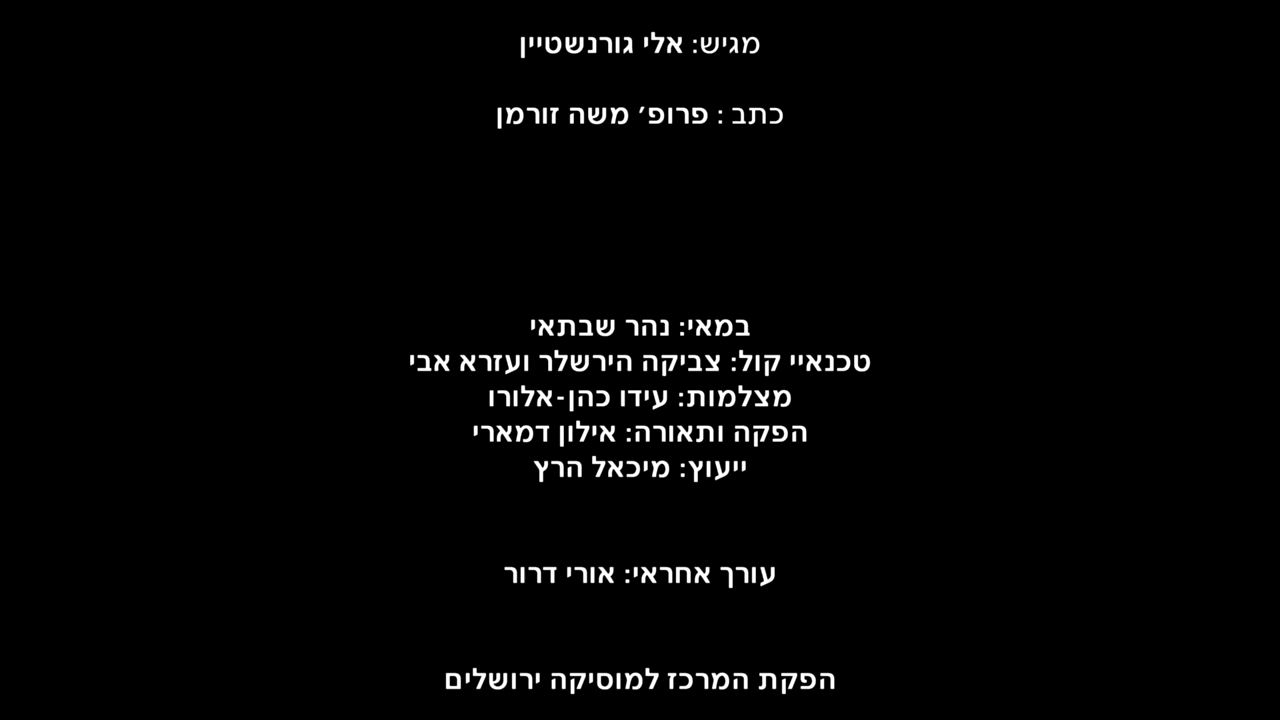 מגיש: אלי גורנשטיין
כתב : פרופ׳ משה זורמן
במאי: נהר שבתאי
טכנאיי קול: צביקה הירשלר ועזרא אבי
מצלמות: עידו כהן-אלורו
הפקה ותאורה: אילון דמארי
ייעוץ: מיכאל הרץ
עורך אחראי: אורי דרור
הפקת המרכז למוסיקה ירושלים